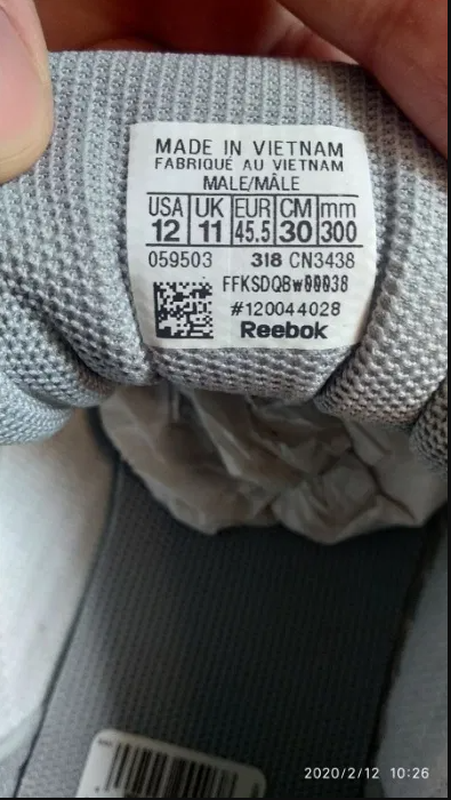 MADE IN VIETNAM
FABRIQUÉ AU VIETNAM
MALE/MÂLE
USA UK EUR CM mm
12 11 45.5 30 300
059503 318 CN3438
#120044028
Reebok
2020/2/12 10:26